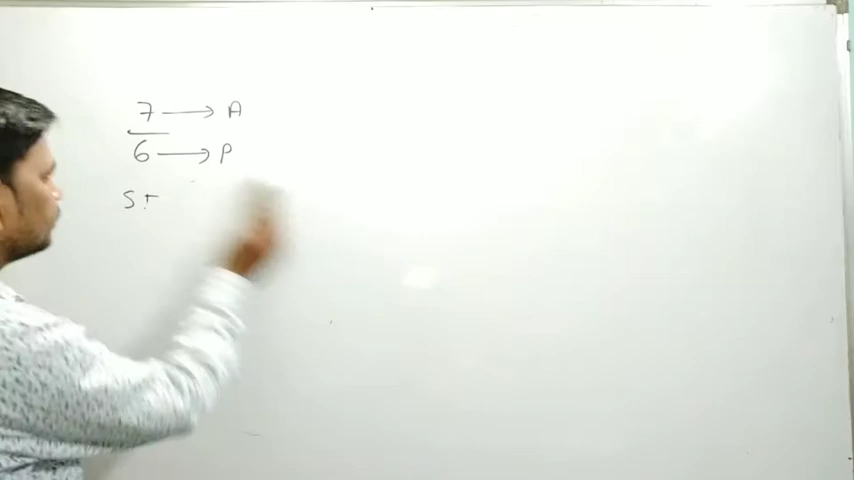 7 → A
6 → P
S